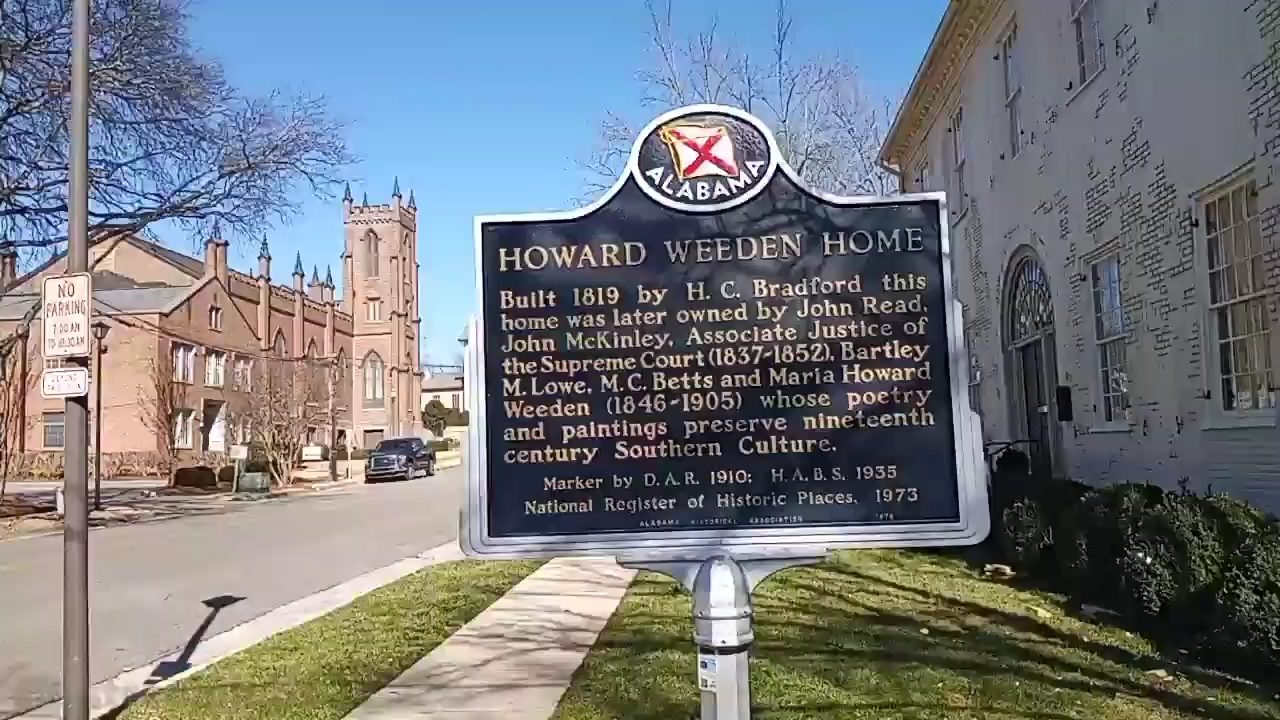 NO
PARKING
ALABAMA
HOWARD WEEDEN HOME
Built 1819 by H. C. Bradford this
home was later owned by John Read,
John McKinley, Associate Justice of
the Supreme Court (1837-1852), Bartley
M. Lowe, M.C. Betts and Maria Howard
Weeden (1846-1905) whose poetry
and paintings preserve nineteenth
century Southern Culture.
Marker by D.A.R. 1910: H.A.B.S. 1935
National Register of Historic Places, 1973
ALABAMA HISTORICAL ASSOCIATION